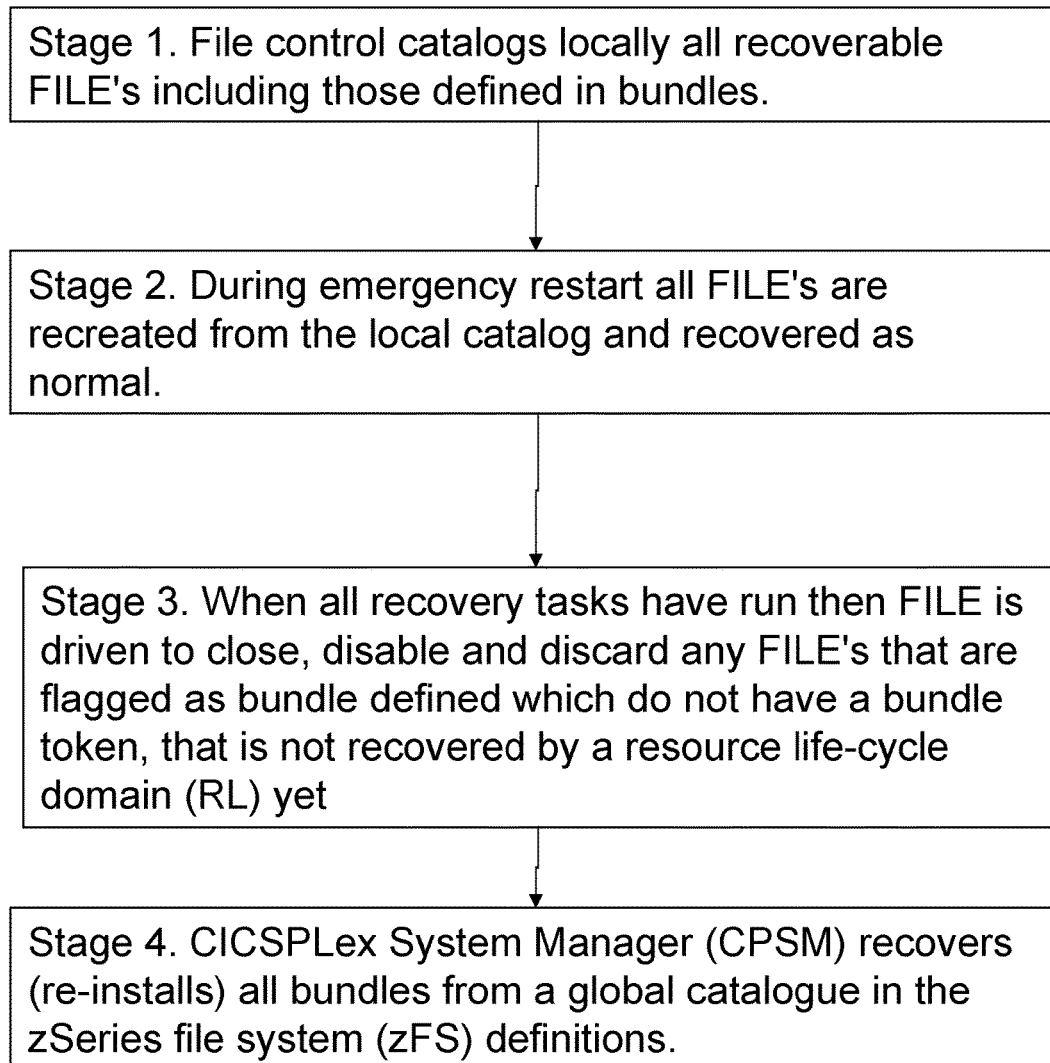 Stage 1. File control catalogs locally all recoverable
FILE's including those defined in bundles.
Stage 2. During emergency restart all FILE's are
recreated from the local catalog and recovered as
normal.
Stage 3. When all recovery tasks have run then FILE is
driven to close, disable and discard any FILE's that are
flagged as bundle defined which do not have a bundle
token, that is not recovered by a resource life-cycle
domain (RL) yet
Stage 4. CICSPLex System Manager (CPSM) recovers
(re-installs) all bundles from a global catalogue in the
zSeries file system (zFS) definitions.